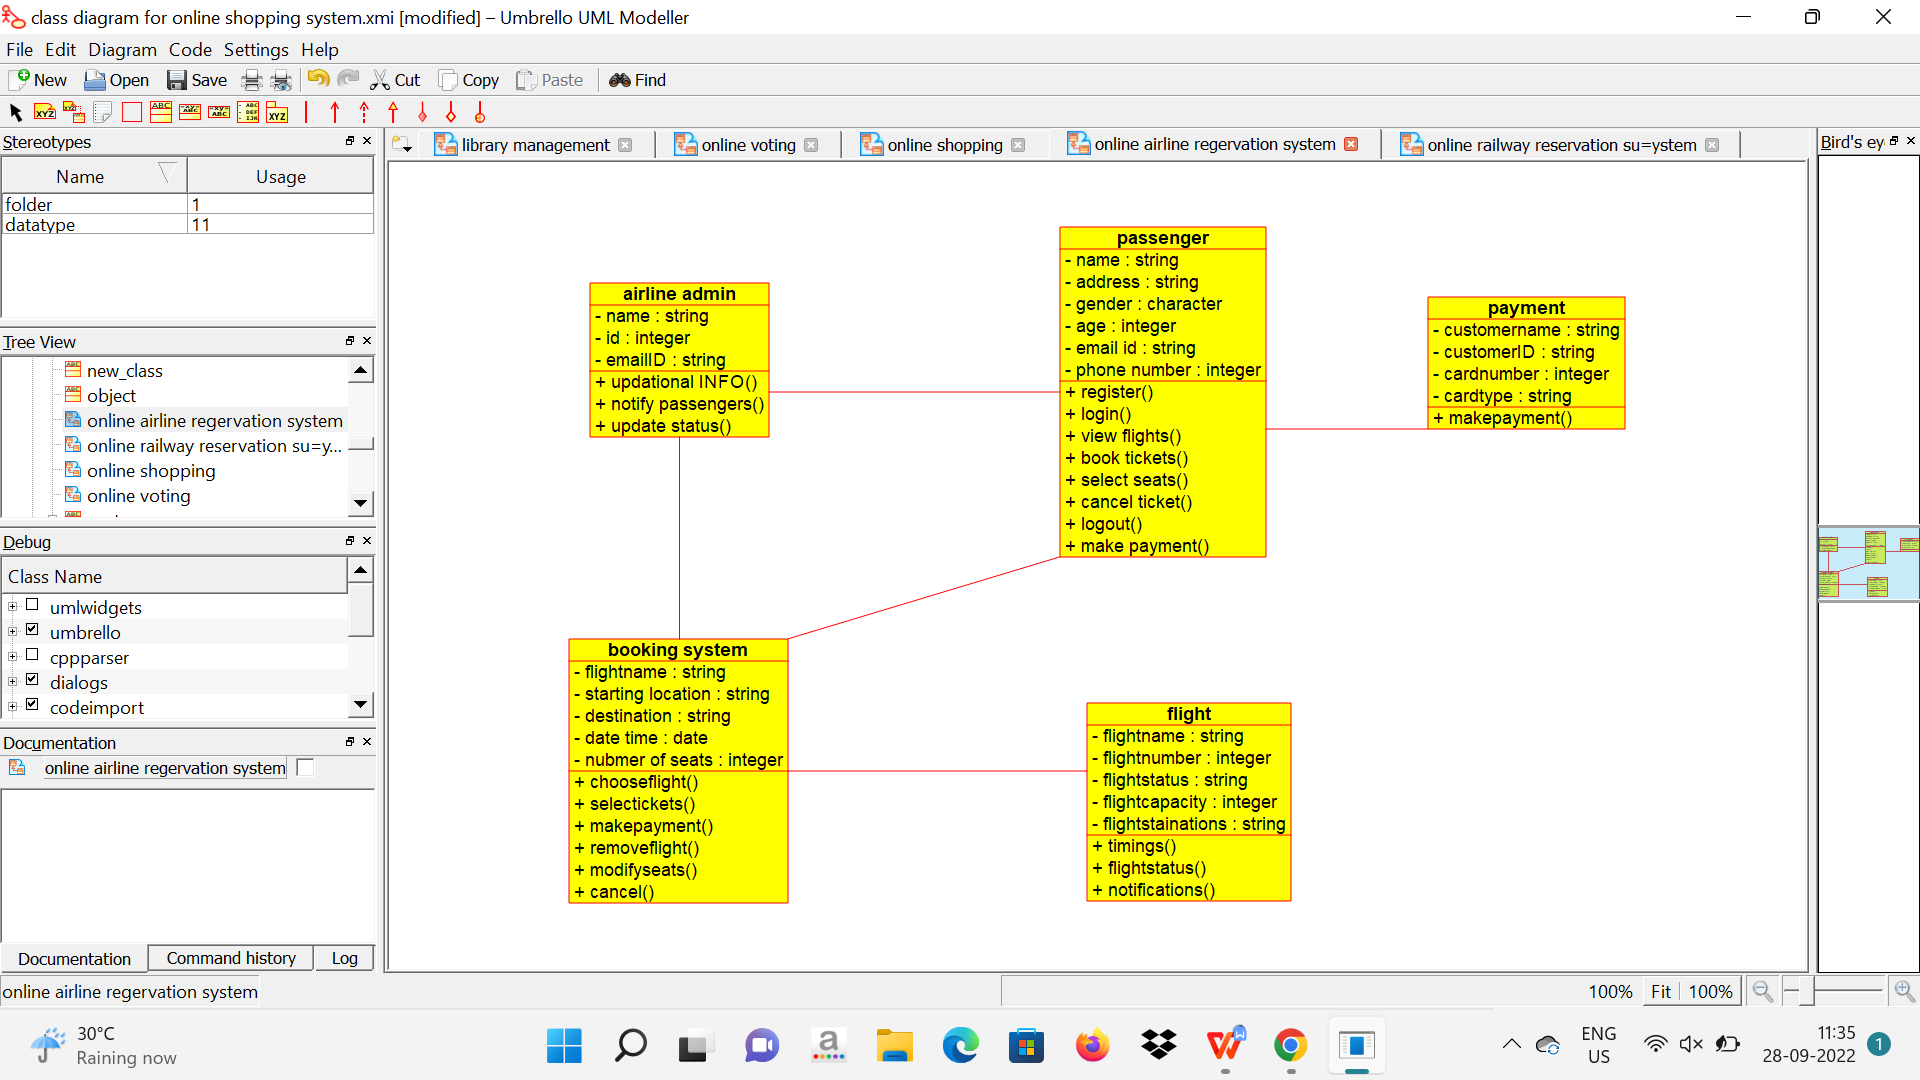 class diagram for online shopping system.xmi [modified] – Umbrello UML Modeller
File Edit Diagram Code Settings Help
New Open Save Cut Copy Paste Find
Stereotypes
Name Usage
folder 1
datatype 11
Tree View
new_class
object
online airline regervation system
online railway reservation su=y...
online shopping
online voting
Debug
Class Name
umlwidgets
umbrello
cppparser
dialogs
codeimport
Documentation
online airline regervation system
Documentation Command history Log
online airline regervation system
library management online voting online shopping online airline regervation system online railway reservation su=ystem
Bird's ey
airline admin
- name : string
- id : integer
- emailID : string
+ updational INFO()
+ notify passengers()
+ update status()
passenger
- name : string
- address : string
- gender : character
- age : integer
- email id : string
- phone number : integer
+ register()
+ login()
+ view flights()
+ book tickets()
+ select seats()
+ cancel ticket()
+ logout()
+ make payment()
payment
- customername : string
- customerID : string
- cardnumber : integer
- cardtype : string
+ makepayment()
booking system
- flightname : string
- starting location : string
- destination : string
- date time : date
- nubmer of seats : integer
+ chooseflight()
+ selectickets()
+ makepayment()
+ removeflight()
+ modifyseats()
+ cancel()
flight
- flightname : string
- flightnumber : integer
- flightstatus : string
- flightcapacity : integer
- flightstainations : string
+ timings()
+ flightstatus()
+ notifications()
100% Fit 100%
30°C
Raining now
ENG
US
11:35
28-09-2022
1